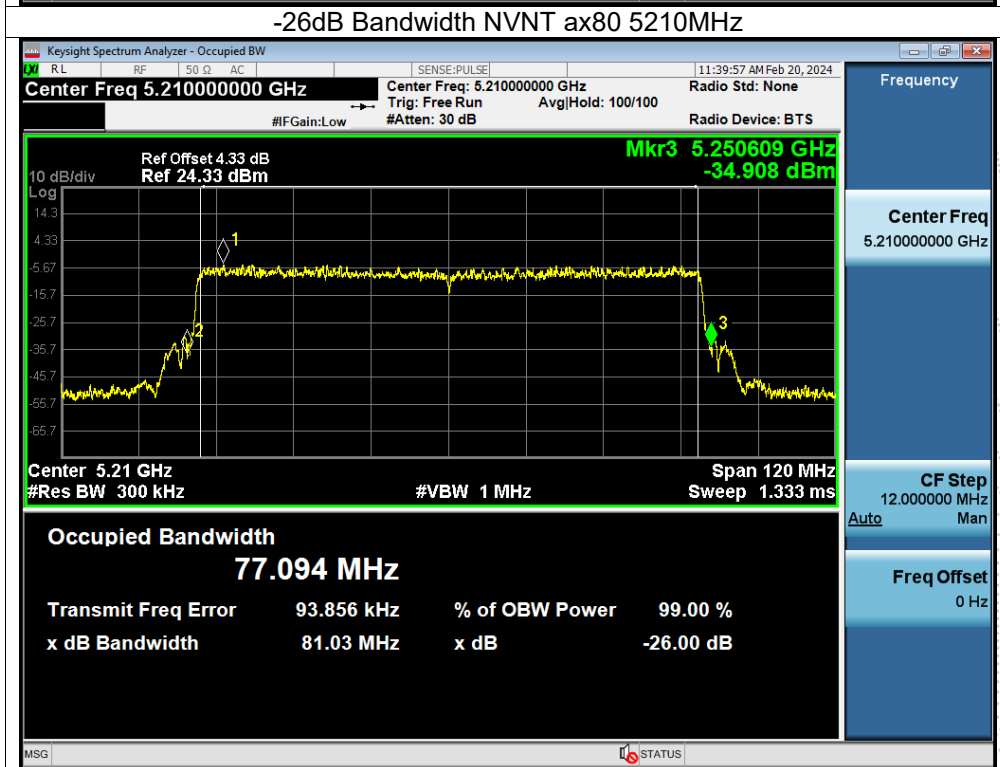 -26dB Bandwidth NVNT ax80 5210MHz
Keysight Spectrum Analyzer - Occupied BW
LXI RL RF 50 Ω AC SENSE:PULSE 11:39:57 AM Feb 20, 2024
Center Freq 5.210000000 GHz
Center Freq: 5.210000000 GHz
Radio Std: None
Trig: Free Run Avg|Hold: 100/100
#IFGain:Low
#Atten: 30 dB
Radio Device: BTS
Frequency
Mkr3 5.250609 GHz
-34.908 dBm
Ref Offset 4.33 dB
10 dB/div Ref 24.33 dBm
Log
14.3
4.33
-5.67
-15.7
-25.7
-35.7
-45.7
-55.7
-65.7
1
2
3
Center 5.21 GHz
Span 120 MHz
#Res BW 300 kHz
#VBW 1 MHz
Sweep 1.333 ms
Center Freq
5.210000000 GHz
CF Step
12.000000 MHz
Auto Man
Freq Offset
0 Hz
Occupied Bandwidth
77.094 MHz
Transmit Freq Error 93.856 kHz % of OBW Power 99.00 %
x dB Bandwidth 81.03 MHz x dB -26.00 dB
MSG STATUS